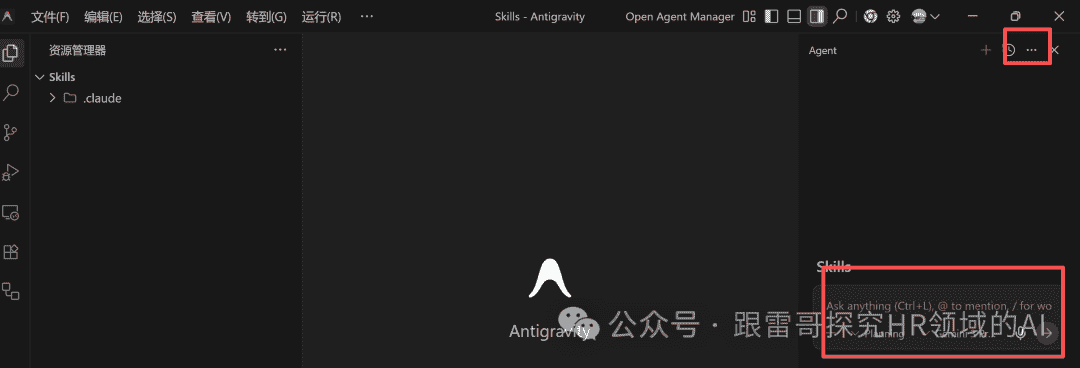 文件(F) 编辑(E) 选择(S) 查看(V) 转到(G) 运行(R) ··· Skills - Antigravity Open Agent Manager
资源管理器 ··· Agent ···
Skills
.claude
Skills
Ask anything (Ctrl+L), @ to mention, / for wo
Antigravity
公众号 · 跟雷哥探究HR领域的AI
Planning